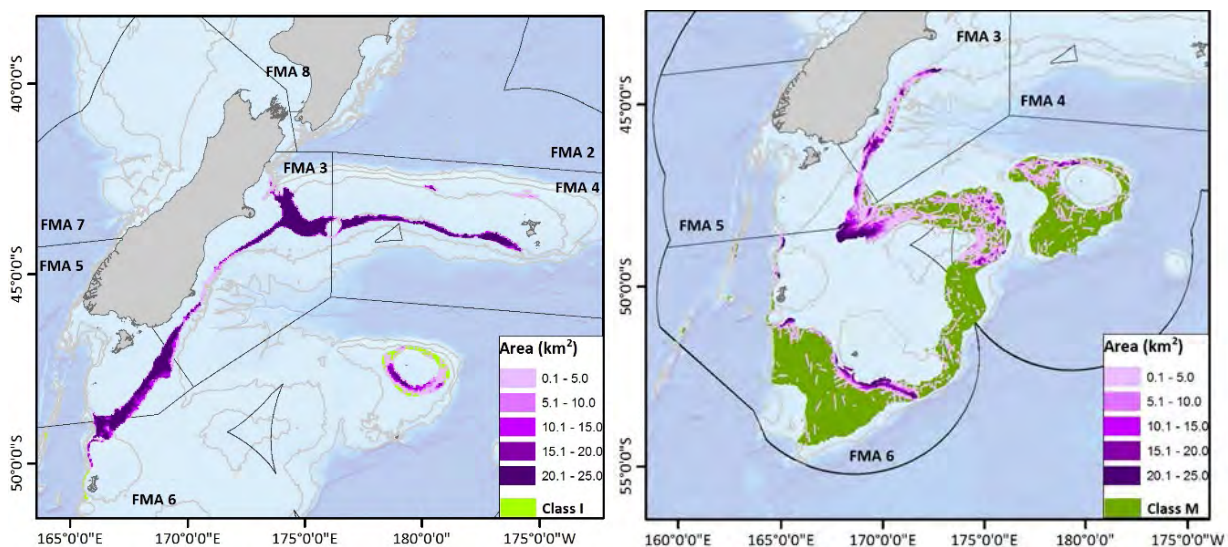 FMA 8
FMA 2
FMA 3
FMA 4
FMA 7
FMA 5
FMA 6
40°0'0"S
45°0'0"S
50°0'0"S
165°0'0"E
170°0'0"E
175°0'0"E
180°0'0"
175°0'0"W
Area (km²)
0.1 - 5.0
5.1 - 10.0
10.1 - 15.0
15.1 - 20.0
20.1 - 25.0
Class I
FMA 3
FMA 4
FMA 5
FMA 6
45°0'0"S
50°0'0"S
55°0'0"S
160°0'0"E
165°0'0"E
170°0'0"E
175°0'0"E
180°0'0"
175°0'0"W
Area (km²)
0.1 - 5.0
5.1 - 10.0
10.1 - 15.0
15.1 - 20.0
20.1 - 25.0
Class M